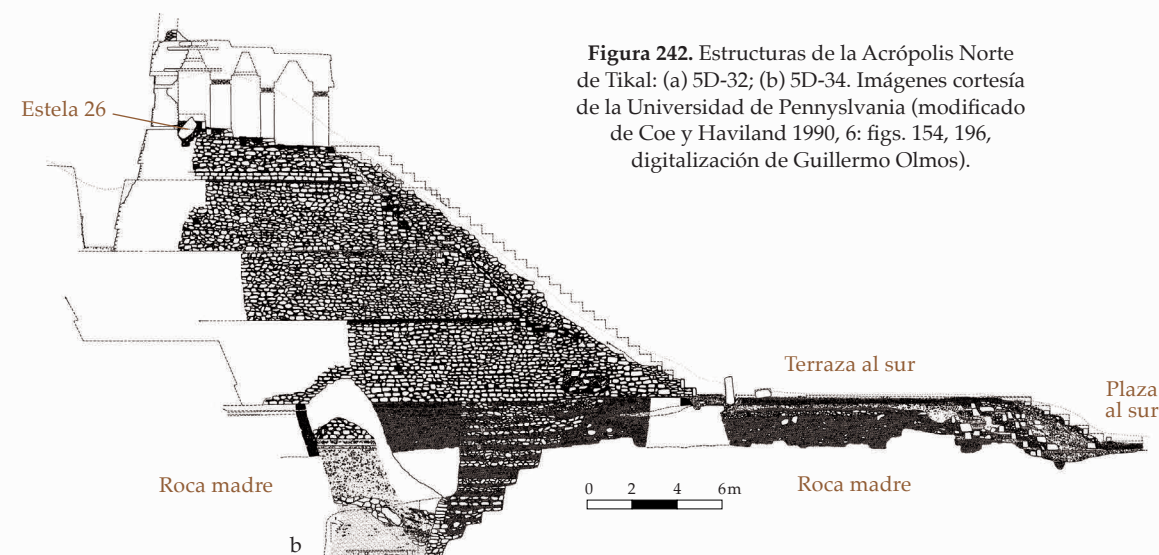 Figura 242. Estructuras de la Acrópolis Norte
de Tikal: (a) 5D-32; (b) 5D-34. Imágenes cortesía
de la Universidad de Pennyslvania (modificado
de Coe y Haviland 1990, 6: figs. 154, 196,
digitalización de Guillermo Olmos).
Estela 26
Terraza al sur
Plaza
al sur
Roca madre
0 2 4 6m
Roca madre
b